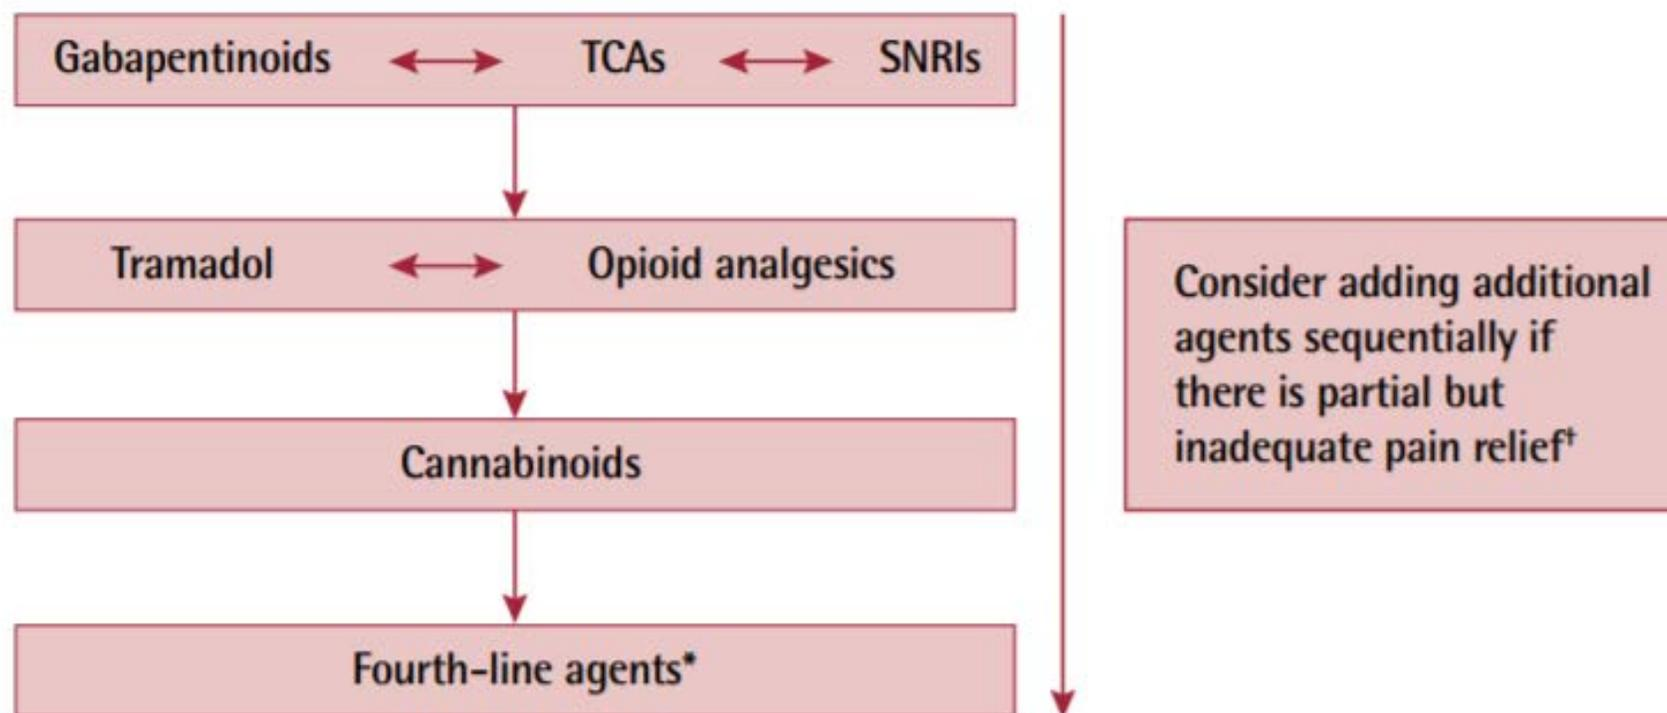 Gabapentinoids TCAs SNRIs
Tramadol Opioid analgesics
Consider adding additional
agents sequentially if
there is partial but
inadequate pain relief†
Cannabinoids
Fourth-line agents*